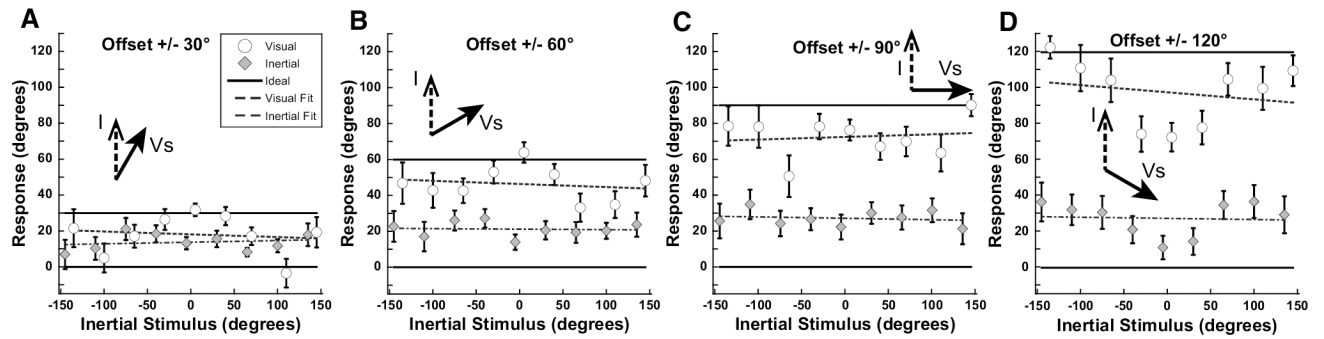 A
Offset +/- 30°
Visual
Inertial
Ideal
Visual Fit
Inertial Fit
I
Vs
Response (degrees)
120
100
80
60
40
20
0
-150 -100 -50 0 50 100 150
Inertial Stimulus (degrees)
B
Offset +/- 60°
I
Vs
Response (degrees)
120
100
80
60
40
20
0
-150 -100 -50 0 50 100 150
Inertial Stimulus (degrees)
C
Offset +/- 90°
I
Vs
Response (degrees)
120
100
80
60
40
20
0
-150 -100 -50 0 50 100 150
Inertial Stimulus (degrees)
D
Offset +/- 120°
I
Vs
Response (degrees)
120
100
80
60
40
20
0
-150 -100 -50 0 50 100 150
Inertial Stimulus (degrees)